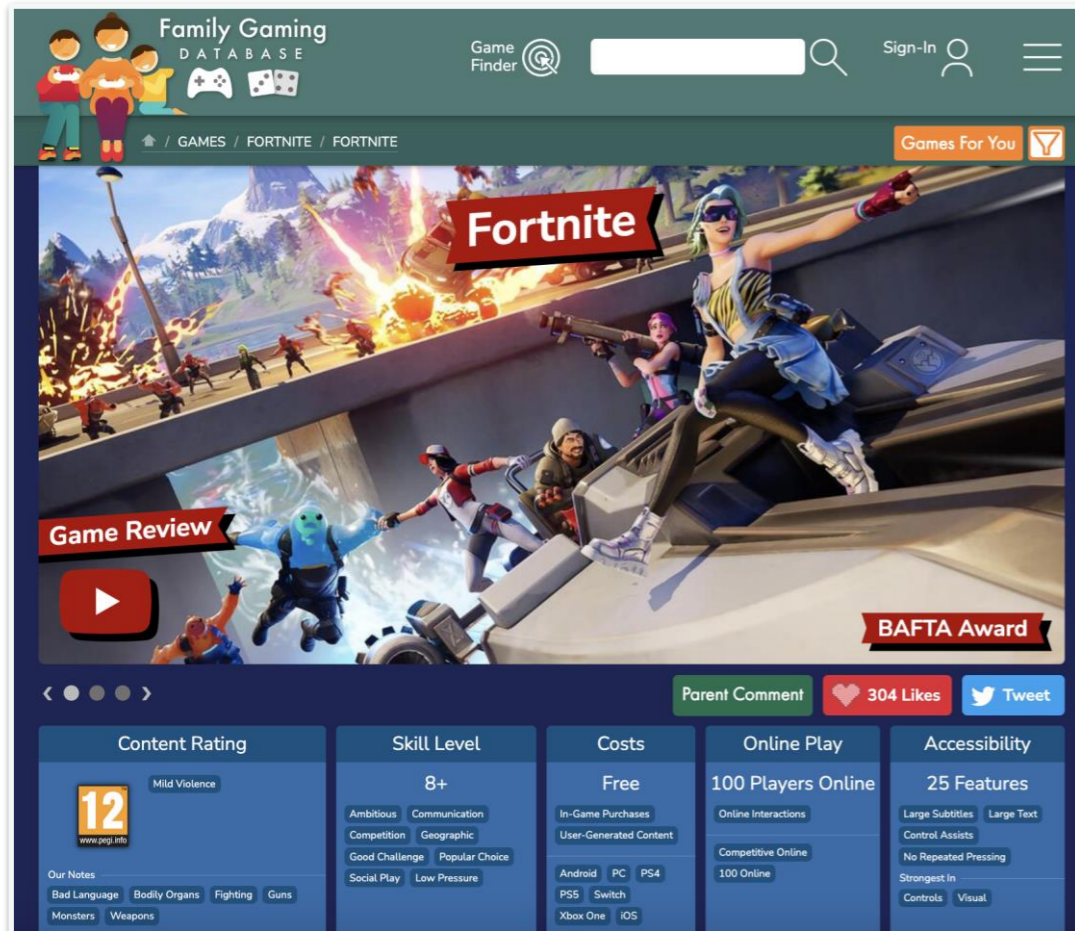 Family Gaming
DATABASE
Game
Finder
Sign-In
/ GAMES / FORTNITE / FORTNITE
Games For You
Fortnite
Game Review
BAFTA Award
Parent Comment
304 Likes
Tweet
Content Rating
Mild Violence
12
www.pegi.info
Our Notes
Bad Language Bodily Organs Fighting Guns
Monsters Weapons
Skill Level
8+
Ambitious Communication
Competition Geographic
Good Challenge Popular Choice
Social Play Low Pressure
Costs
Free
In-Game Purchases
User-Generated Content
Android PC PS4
PS5 Switch
Xbox One iOS
Online Play
100 Players Online
Online Interactions
Competitive Online
100 Online
Accessibility
25 Features
Large Subtitles Large Text
Control Assists
No Repeated Pressing
Strongest In
Controls Visual